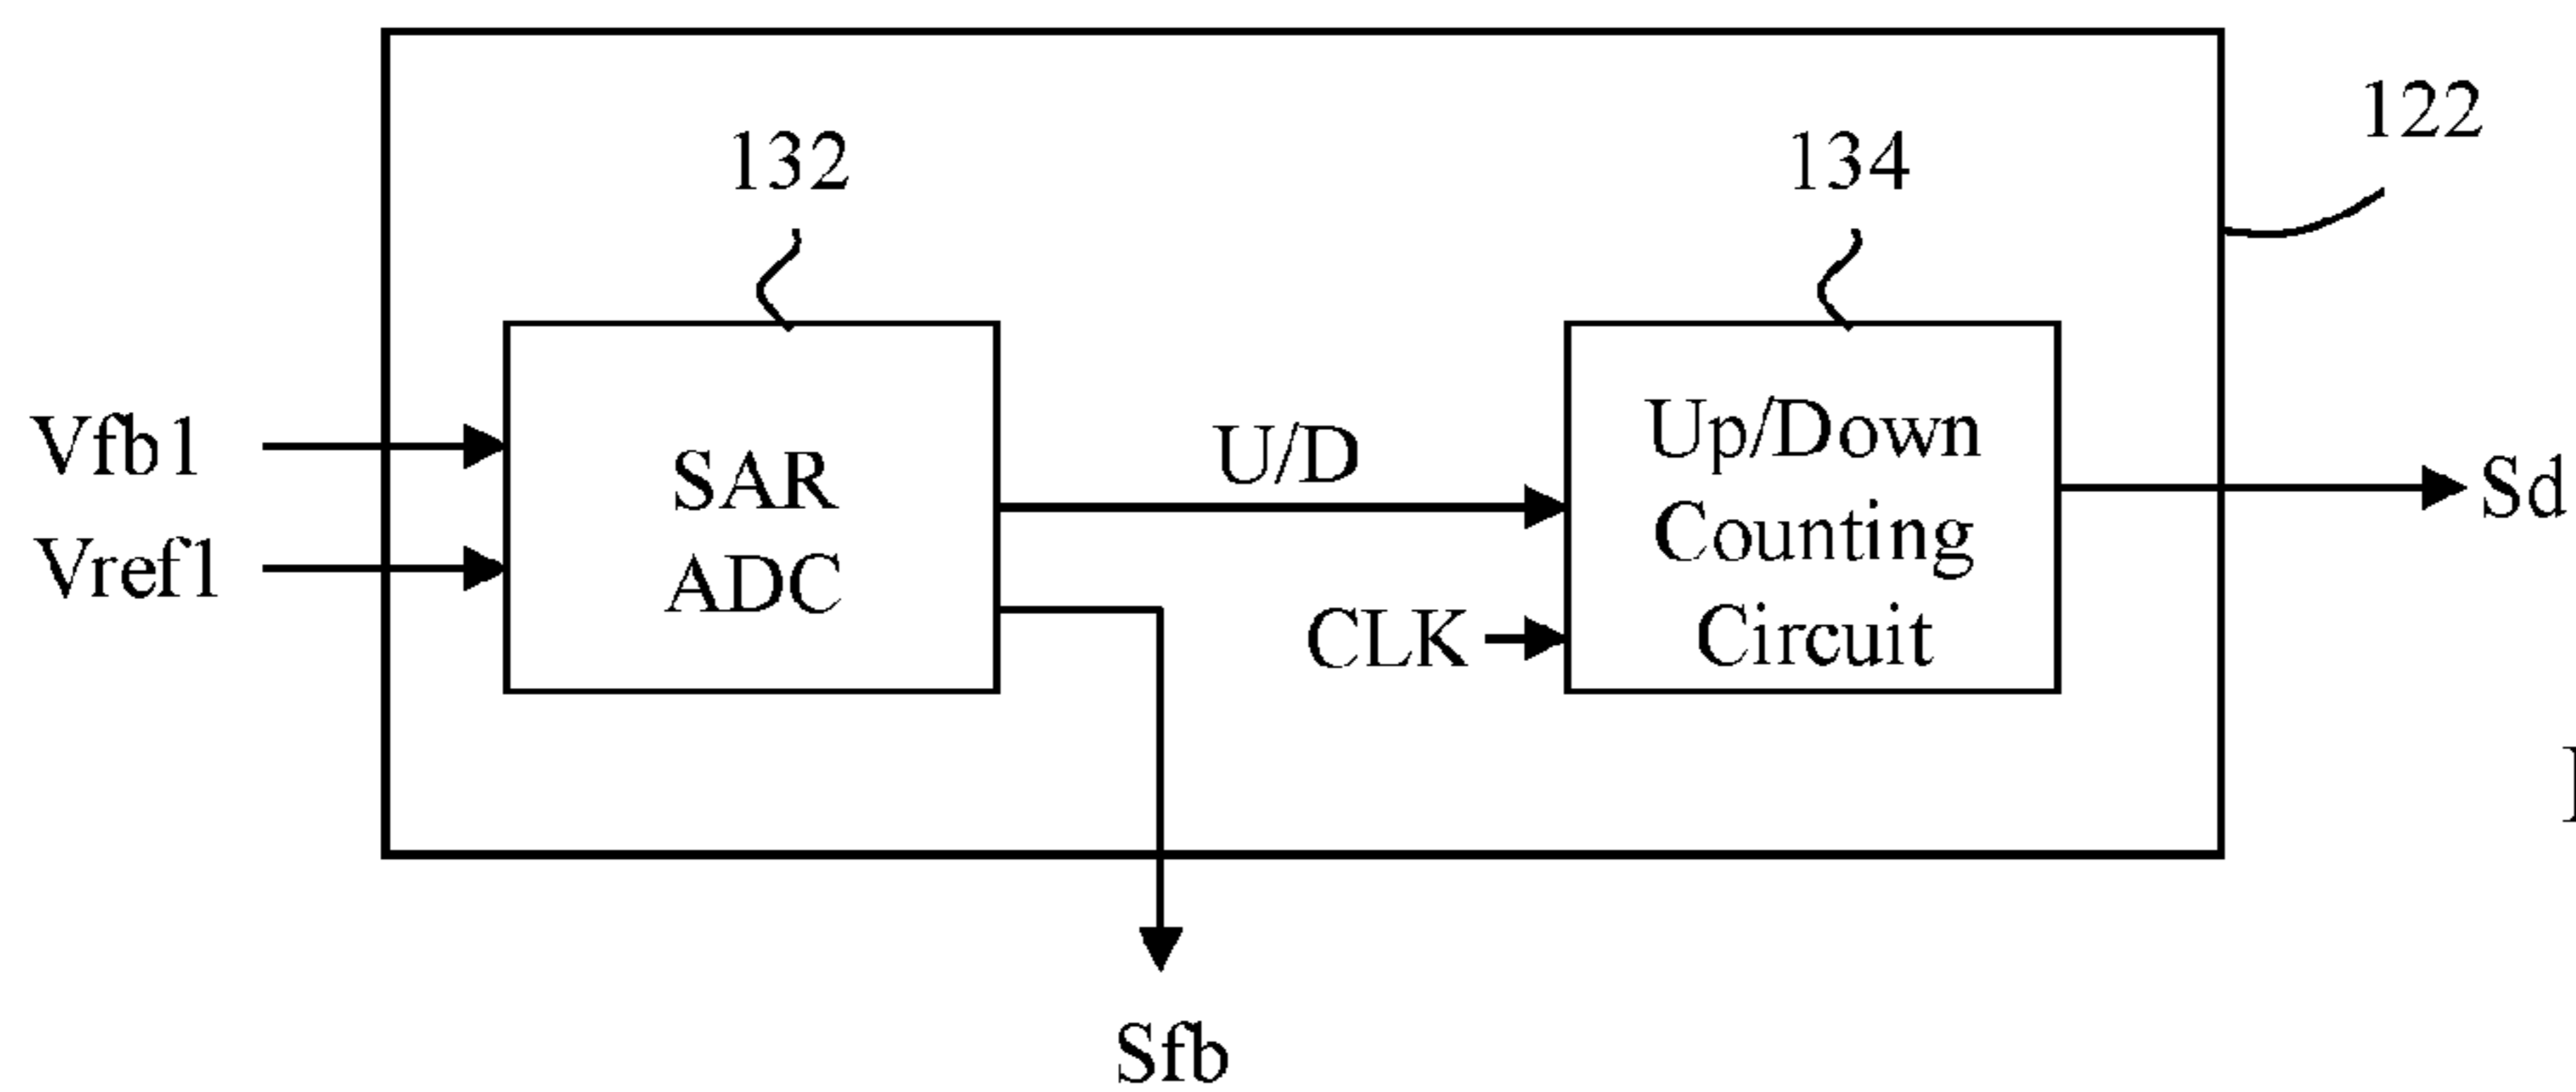 122
132
134
Vfb1
Vref1
SAR
ADC
U/D
CLK
Up/Down
Counting
Circuit
Sd
Sfb